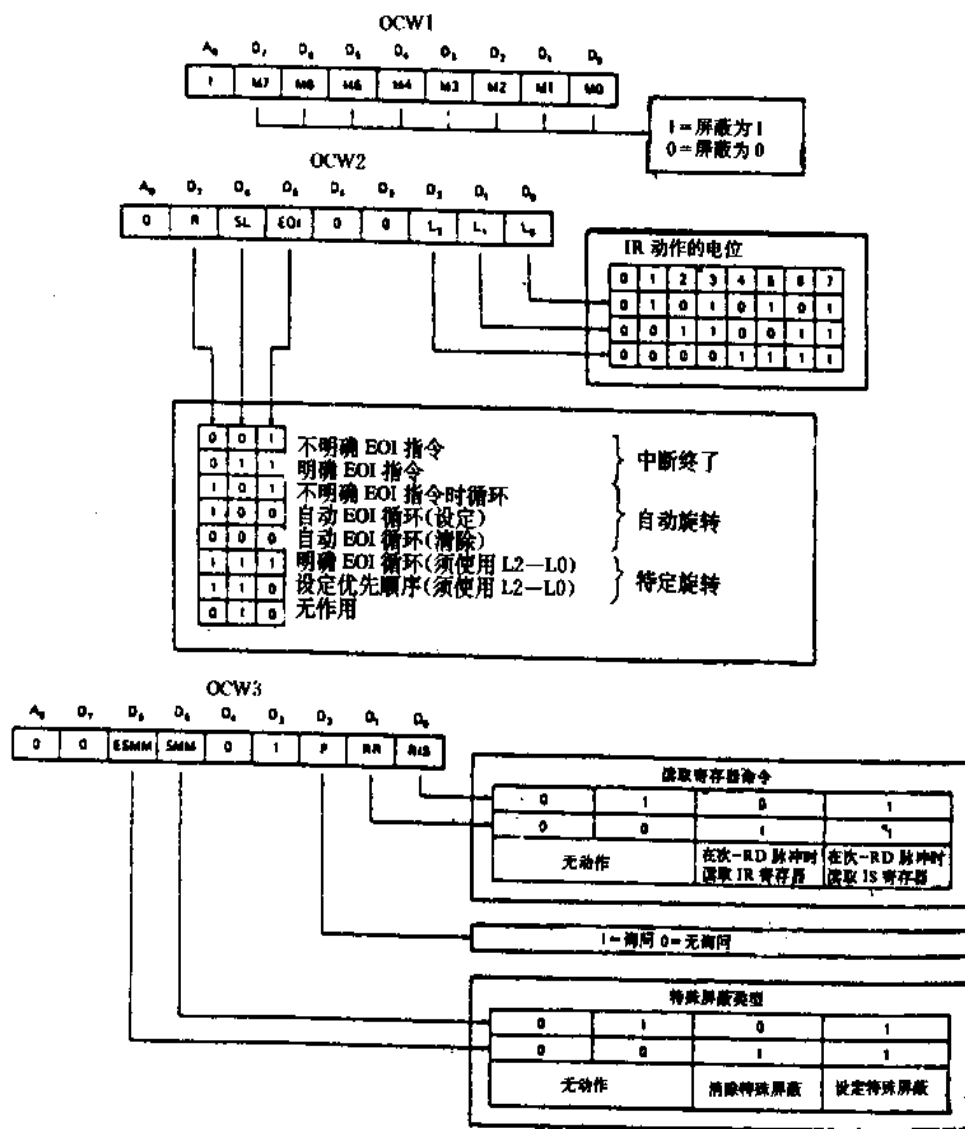 OCW1
A₀ D₇ D₆ D₅ D₄ D₃ D₂ D₁ D₀
1 M7 M6 M5 M4 M3 M2 M1 M0
1=屏蔽为1
0=屏蔽为0
OCW2
A₀ D₇ D₆ D₅ D₄ D₃ D₂ D₁ D₀
0 R SL EOI 0 0 L₂ L₁ L₀
IR 动作的电位
0 1 2 3 4 5 6 7
0 1 0 1 0 1 0 1
0 0 1 1 0 0 1 1
0 0 0 0 1 1 1 1
0 0 1 不明确 EOI 指令
0 1 1 明确 EOI 指令
中断终了
1 0 1 不明确 EOI 指令时循环
1 0 0 自动 EOI 循环(设定)
0 0 0 自动 EOI 循环(清除)
自动旋转
1 1 1 明确 EOI 循环(须使用 L2—L0)
1 1 0 设定优先顺序(须使用 L2—L0)
特定旋转
0 1 0 无作用
OCW3
A₀ D₇ D₆ D₅ D₄ D₃ D₂ D₁ D₀
0 0 ESMM SMM 0 1 P RR RIS
读取寄存器命令
0 1 0 1
0 0 1 1
无动作
在次-RD 脉冲时
读取 IR 寄存器
在次-RD 脉冲时
读取 IS 寄存器
1=询问 0=无询问
特殊屏蔽类型
0 1 0 1
0 0 1 1
无动作 清除特殊屏蔽 设定特殊屏蔽